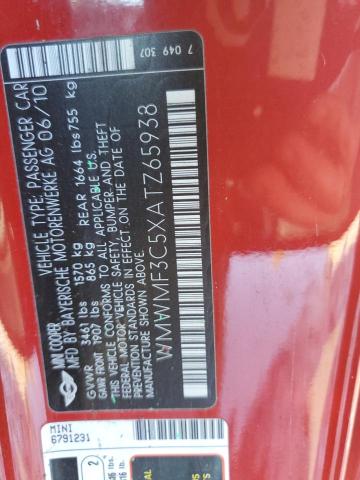 MINI COOPER
VEHICLE TYPE: PASSENGER CAR
MFD BY BAYERISCHE MOTORENWERKE AG 06/10
GVWR 3461 lbs 1570 kg
GAWR FRONT 1907 lbs 865 kg REAR 1664 lbs 755 kg
THIS VEHICLE CONFORMS TO ALL APPLICABLE U.S.
FEDERAL MOTOR VEHICLE SAFETY, BUMPER, AND THEFT
PREVENTION STANDARDS IN EFFECT ON THE DATE OF
MANUFACTURE SHOWN ABOVE.
WMWMF3C5XATZ65938
7 049 307
MINI
6791231
2